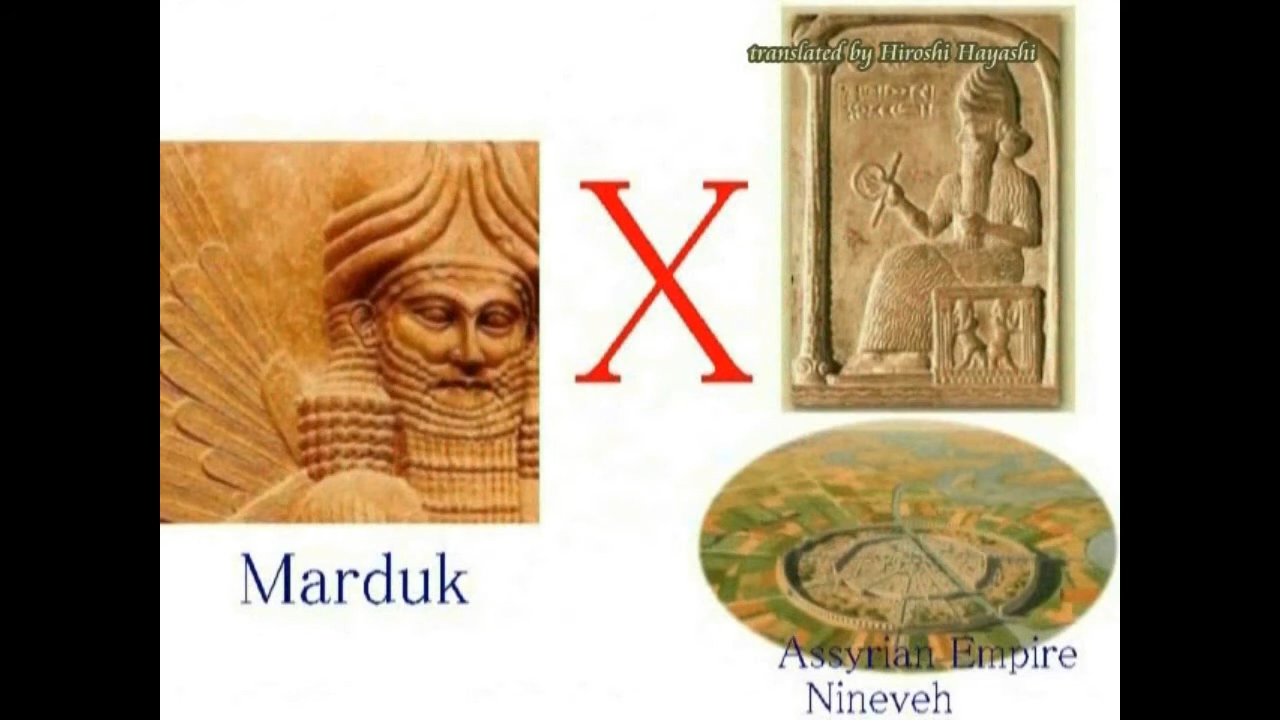 translated by Hiroshi Hayashi
X
Marduk
Assyrian Empire
Nineveh